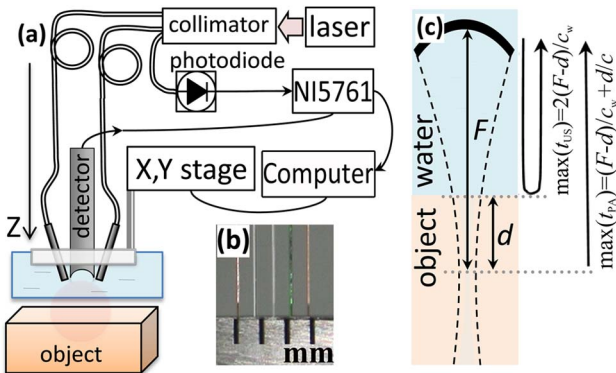 (a)
collimator
laser
photodiode
NI5761
X,Y stage
Computer
detector
Z
object
(b)
mm
(c)
water
object
F
d
max(t_US)=2(F-d)/c_w
max(t_PA)=(F-d)/c_w + d/c